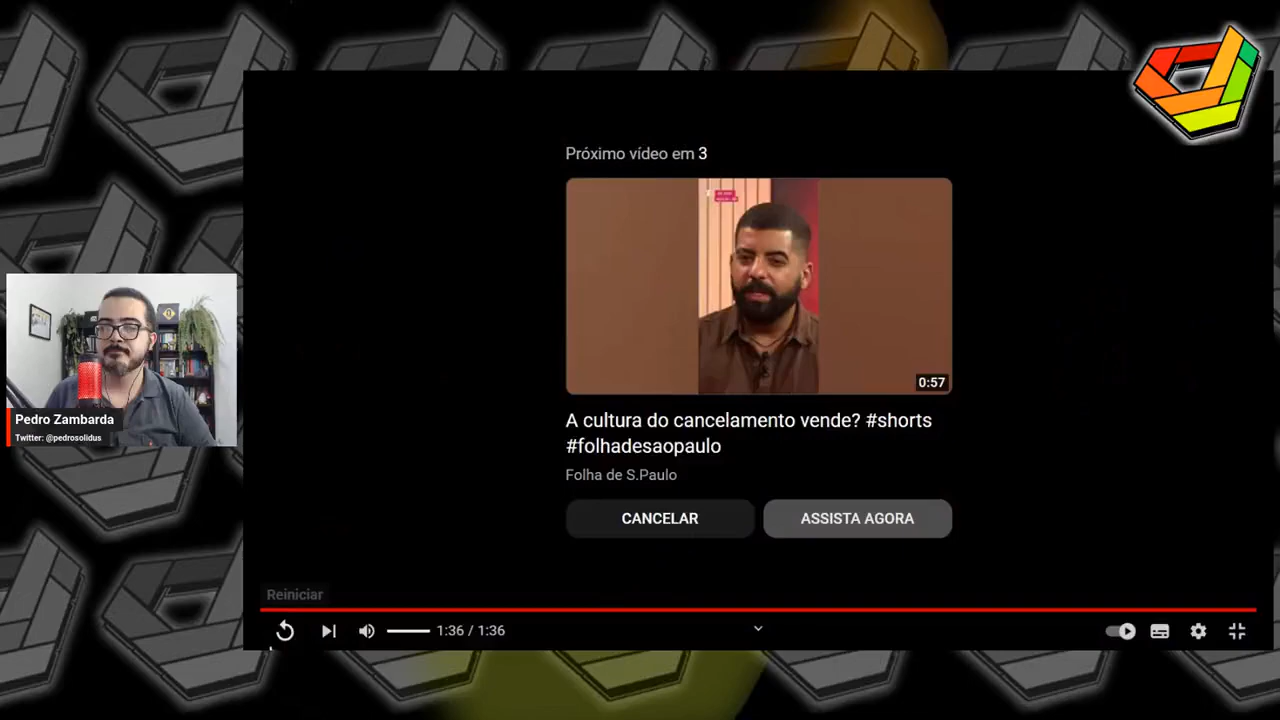 Próximo vídeo em 3
0:57
A cultura do cancelamento vende? #shorts
#folhadesaopaulo
Folha de S.Paulo
CANCELAR
ASSISTA AGORA
Pedro Zambarda
Twitter: @pedrosolidus
Reiniciar
1:36 / 1:36